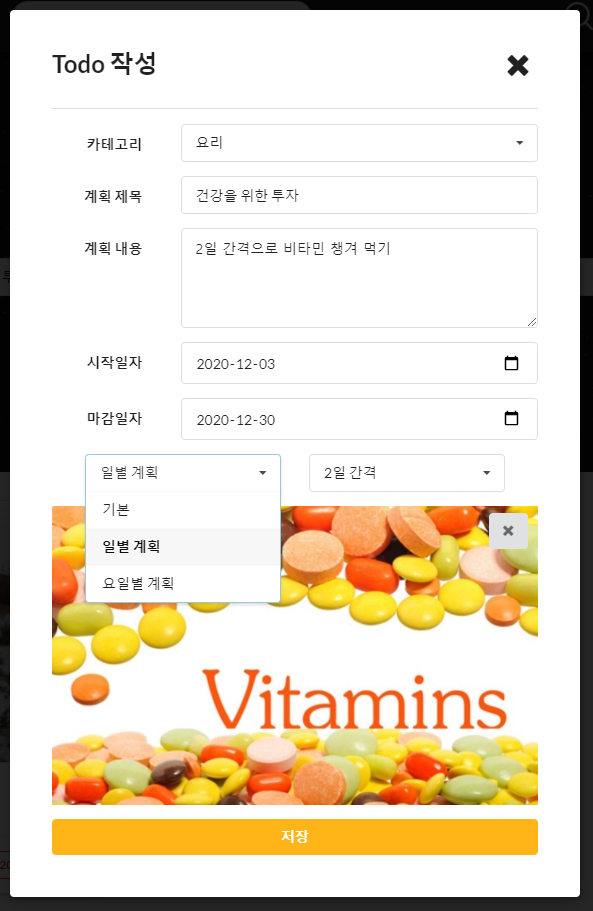 Todo 작성
카테고리
요리
계획 제목
건강을 위한 투자
계획 내용
2일 간격으로 비타민 챙겨 먹기
시작일자
2020-12-03
마감일자
2020-12-30
일별 계획
2일 간격
기본
일별 계획
요일별 계획
Vitamins
저장